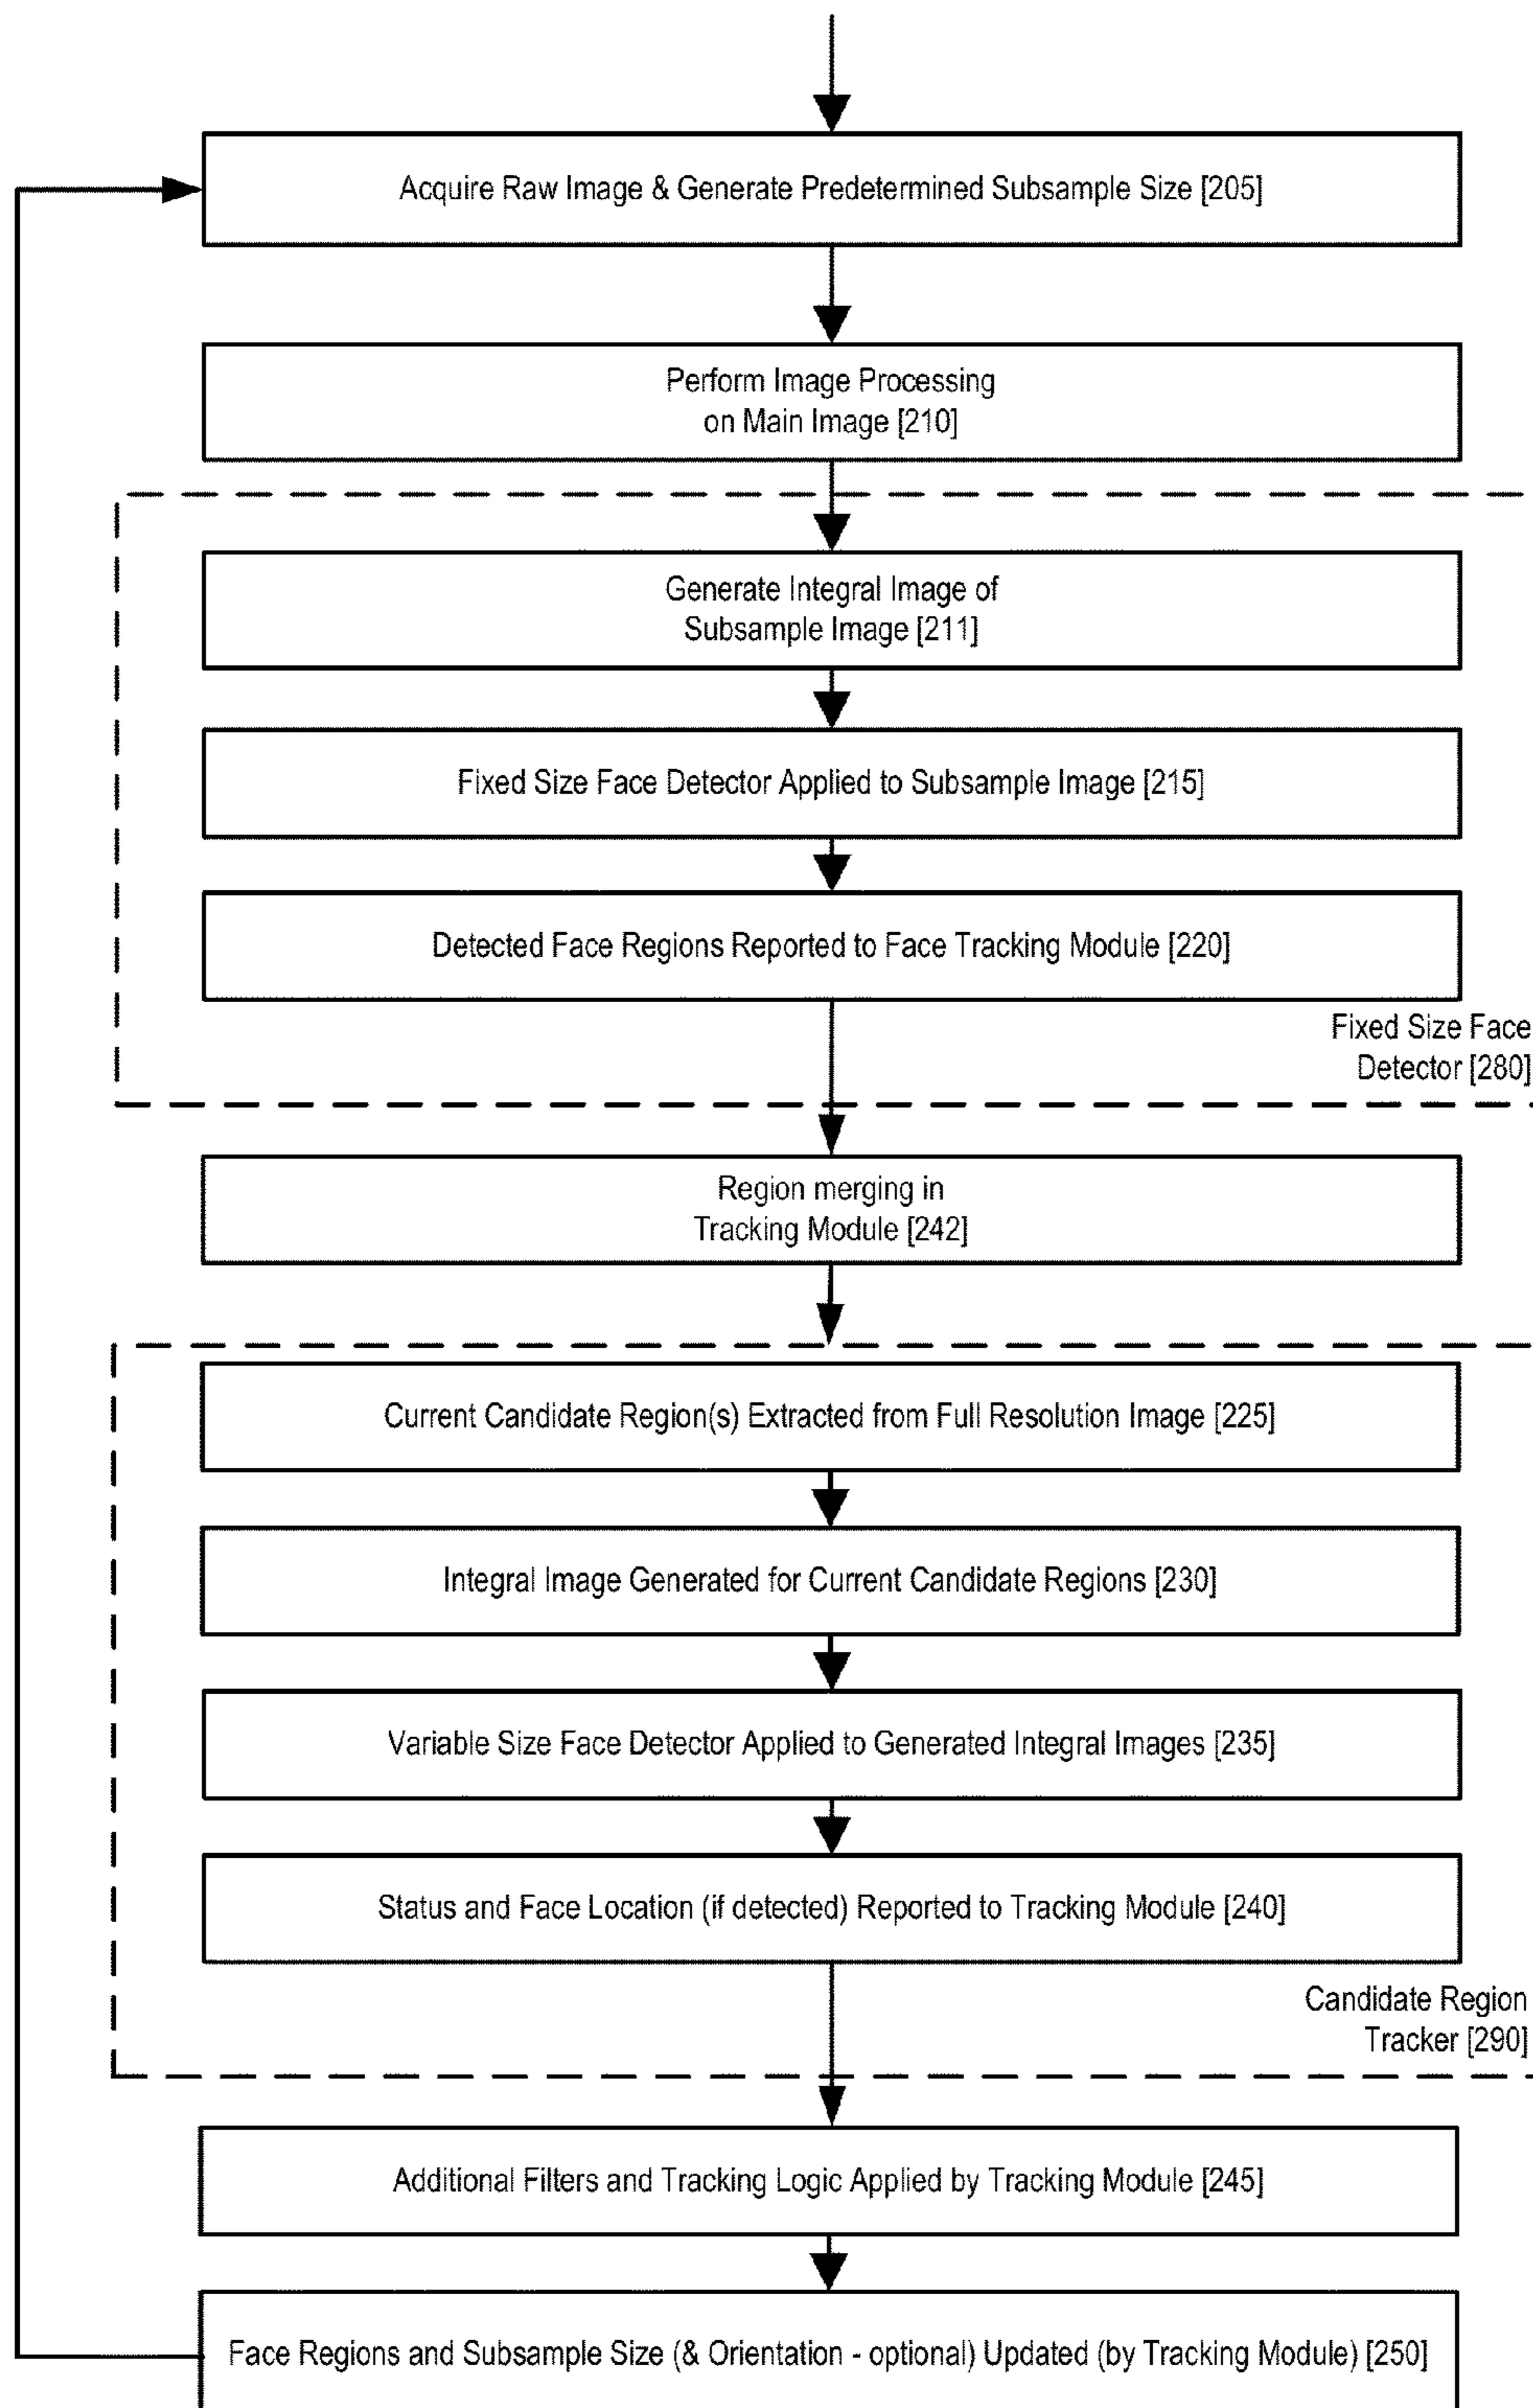 Acquire Raw Image & Generate Predetermined Subsample Size [205]
Perform Image Processing
on Main Image [210]
Generate Integral Image of
Subsample Image [211]
Fixed Size Face Detector Applied to Subsample Image [215]
Detected Face Regions Reported to Face Tracking Module [220]
Fixed Size Face
Detector [280]
Region merging in
Tracking Module [242]
Current Candidate Region(s) Extracted from Full Resolution Image [225]
Integral Image Generated for Current Candidate Regions [230]
Variable Size Face Detector Applied to Generated Integral Images [235]
Status and Face Location (if detected) Reported to Tracking Module [240]
Candidate Region
Tracker [290]
Additional Filters and Tracking Logic Applied by Tracking Module [245]
Face Regions and Subsample Size (& Orientation - optional) Updated (by Tracking Module) [250]